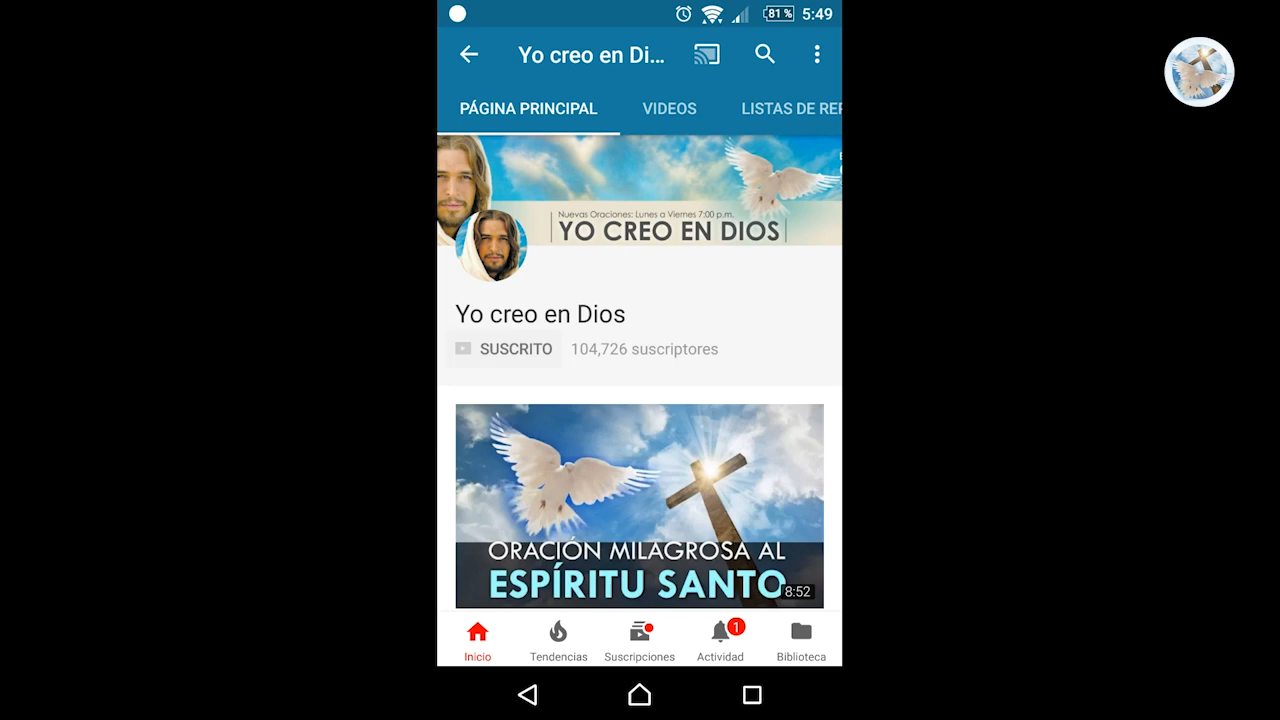 81 % 5:49
Yo creo en Di...
PÁGINA PRINCIPAL VIDEOS LISTAS DE REP
Nuevas Oraciones: Lunes a Viernes 7:00 p.m.
YO CREO EN DIOS
Yo creo en Dios
SUSCRITO 104,726 suscriptores
ORACIÓN MILAGROSA AL
ESPÍRITU SANTO
8:52
1
Inicio Tendencias Suscripciones Actividad Biblioteca